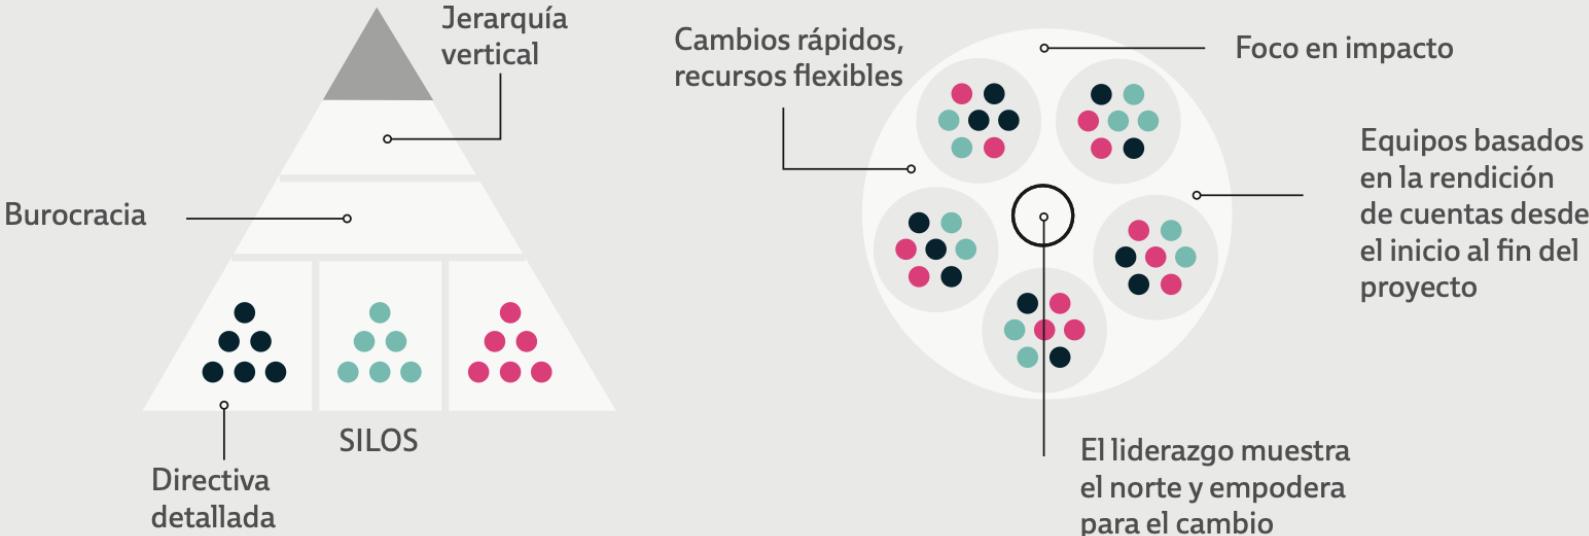 Jerarquía
vertical
Burocracia
SILOS
Directiva
detallada
Cambios rápidos,
recursos flexibles
Foco en impacto
Equipos basados
en la rendición
de cuentas desde
el inicio al fin del
proyecto
El liderazgo muestra
el norte y empodera
para el cambio